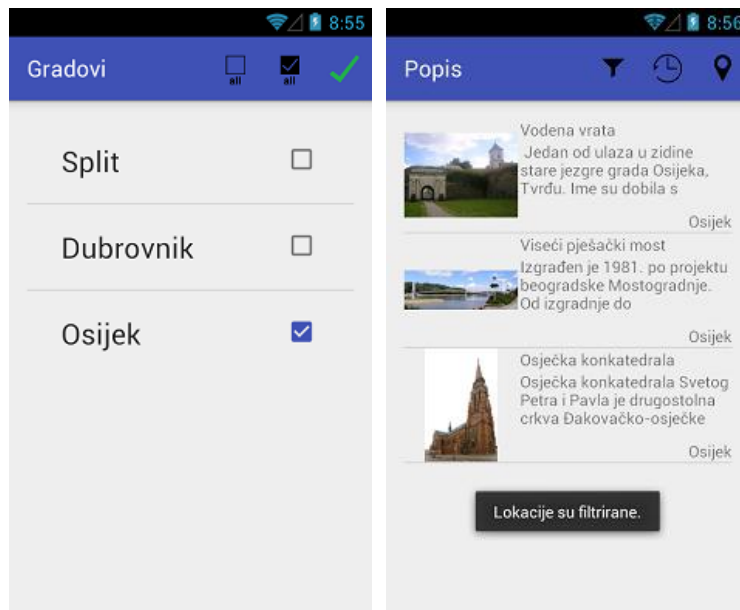 8:55
Gradovi
all
all
Split
Dubrovnik
Osijek
8:56
Popis
Vodena vrata
Jedan od ulaza u zidine
stare jezgre grada Osijeka,
Tvrđu. Ime su dobila s
Osijek
Viseći pješački most
Izgrađen je 1981. po projektu
beogradske Mostogradnje.
Od izgradnje do
Osijek
Osječka konkatedrala
Osječka konkatedrala Svetog
Petra i Pavla je drugostolna
crkva Đakovačko-osječke
Osijek
Lokacije su filtrirane.